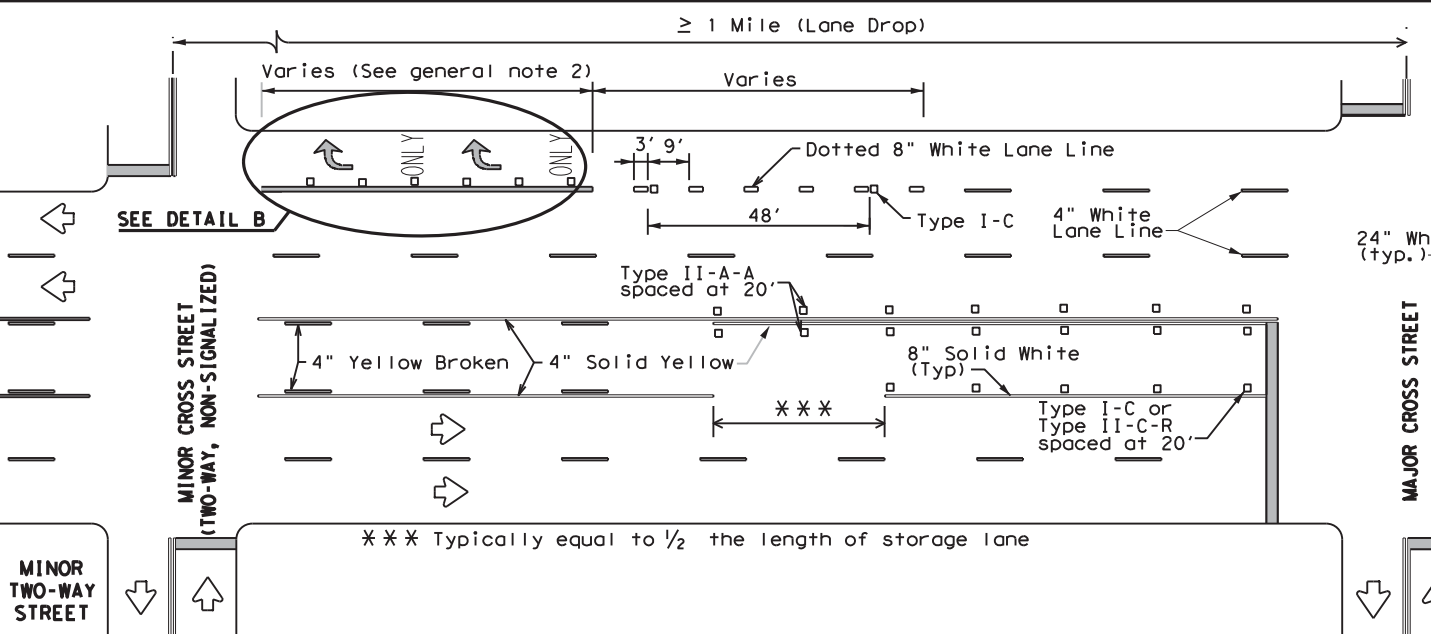 ≥ 1 Mile (Lane Drop)
Varies (See general note 2)
Varies
ONLY
ONLY
3' 9'
Dotted 8" White Lane Line
SEE DETAIL B
48'
Type I-C
4" White
Lane Line
24" Wh
(typ.)
Type II-A-A
spaced at 20'
4" Yellow Broken
4" Solid Yellow
8" Solid White
(Typ)
***
Type I-C or
Type II-C-R
spaced at 20'
MINOR CROSS STREET
(TWO-WAY, NON-SIGNALIZED)
MAJOR CROSS STREET
*** Typically equal to ½ the length of storage lane
MINOR
TWO-WAY
STREET